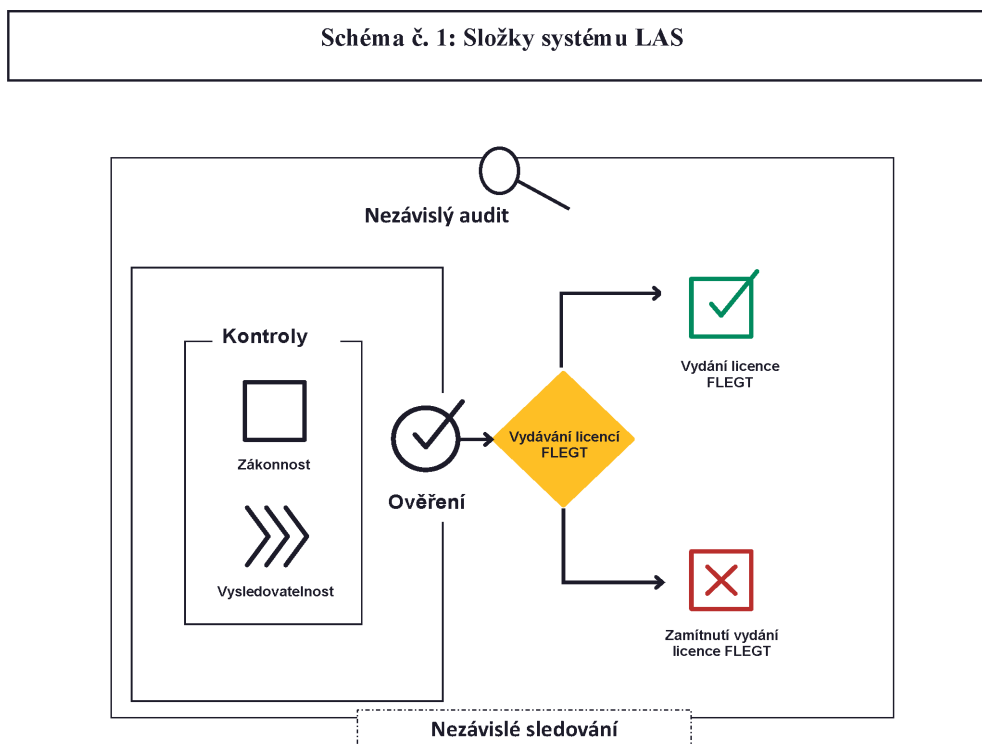 Schéma č. 1: Složky systému LAS
Nezávislý audit
Kontroly
Zákonnost
Vysledovatelnost
Ověření
Vydávání licencí
FLEGT
Vydání licence
FLEGT
Zamítnutí vydání
licence FLEGT
Nezávislé sledování